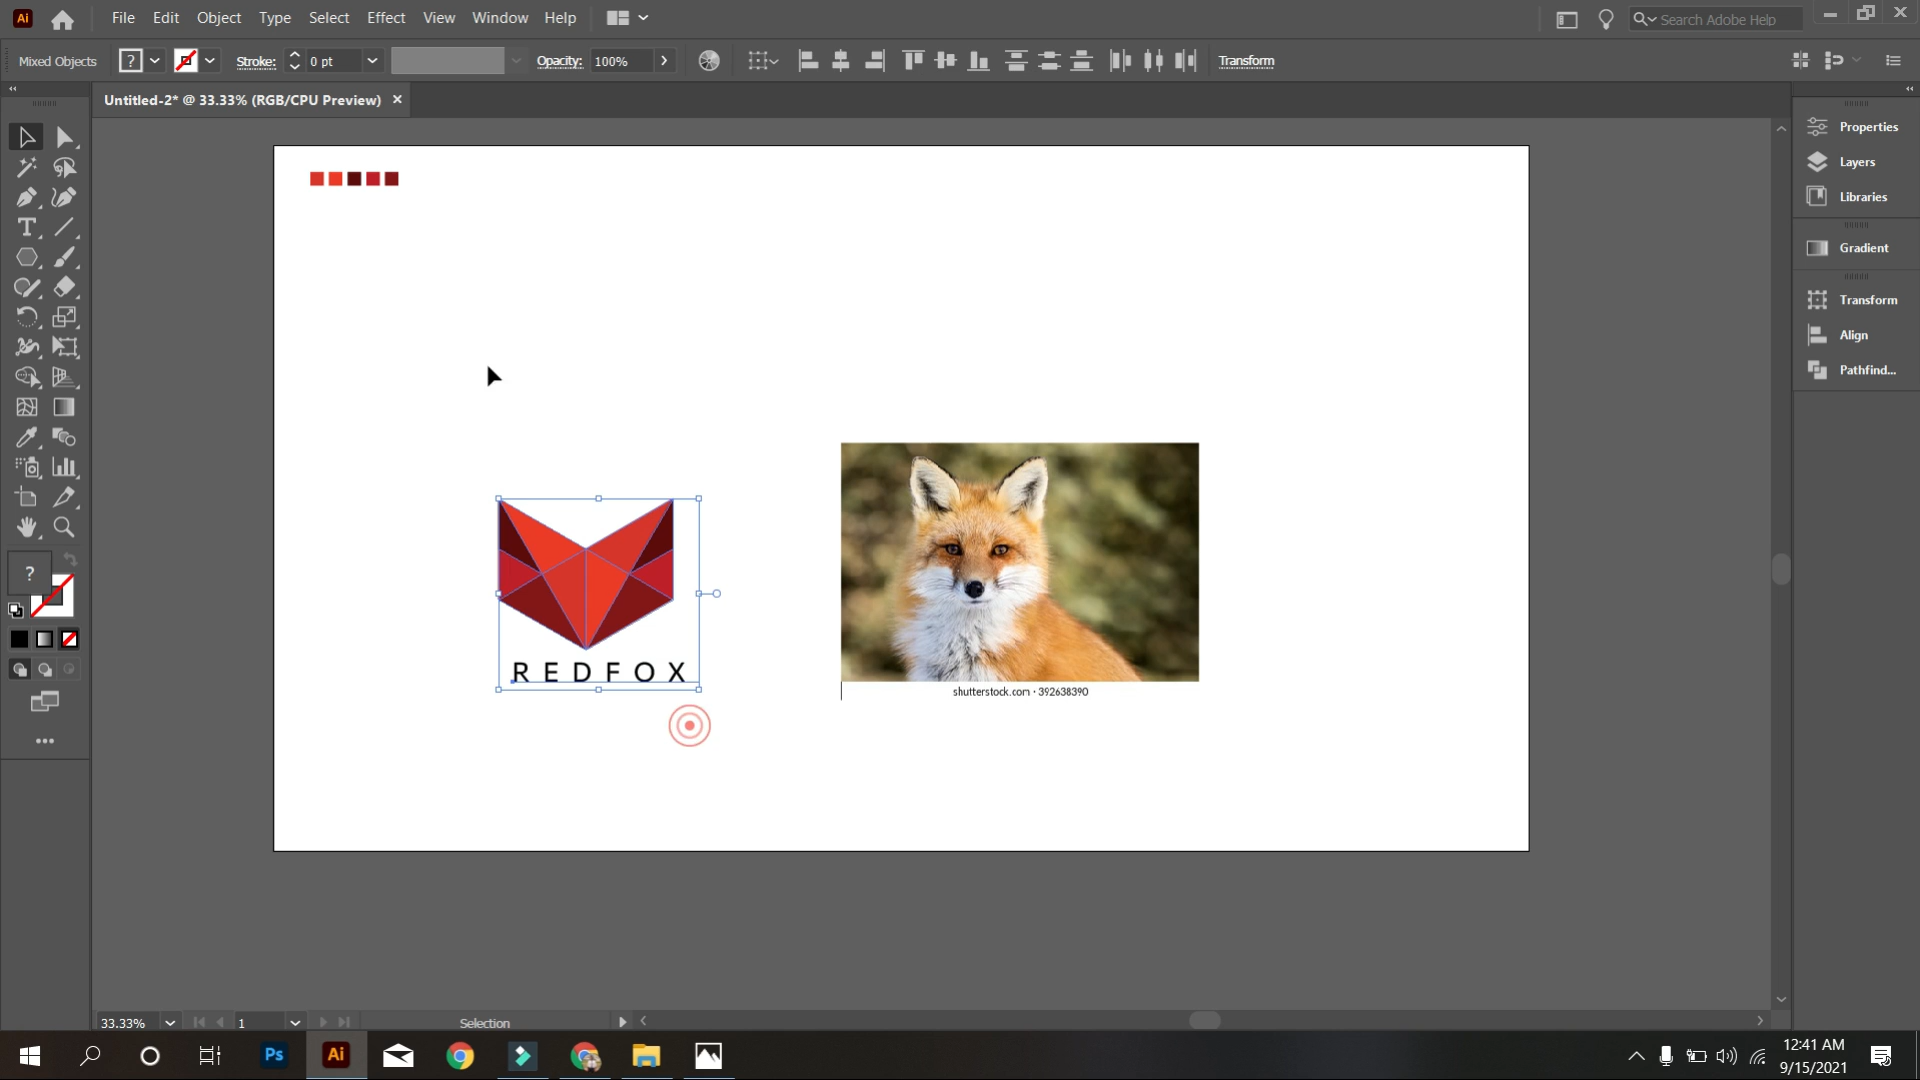 Ai File Edit Object Type Select Effect View Window Help Search Adobe Help
Mixed Objects ? Stroke: 0 pt Opacity: 100% Transform
Untitled-2* @ 33.33% (RGB/CPU Preview) ×
Properties
Layers
Libraries
Gradient
Transform
Align
Pathfind...
?
REDFOX
shutterstock.com · 392638390
33.33% 1 Selection
Ps Ai
12:41 AM
9/15/2021